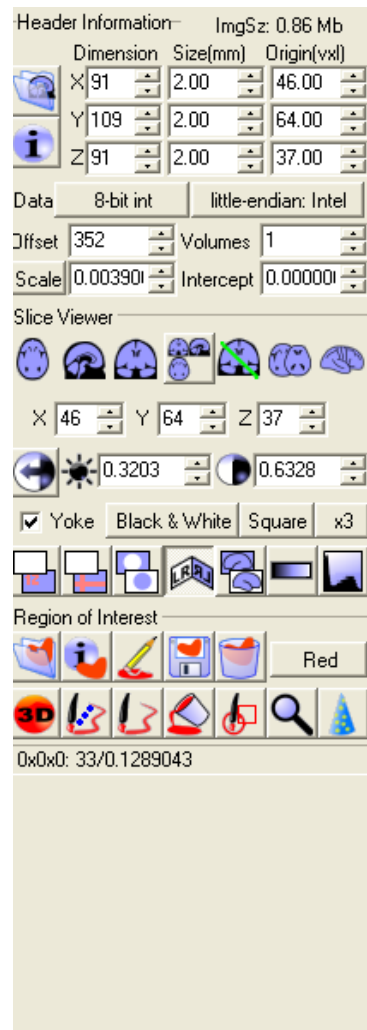 Header Information ImgSz: 0.86 Mb
Dimension Size(mm) Origin(vxl)
X 91 2.00 46.00
Y 109 2.00 64.00
Z 91 2.00 37.00
Data 8-bit int little-endian: Intel
Offset 352 Volumes 1
Scale 0.00390 Intercept 0.00000
Slice Viewer
X 46 Y 64 Z 37
0.3203 0.6328
Yoke Black & White Square x3
LRRL
Region of Interest
Red
3D
0x0x0: 33/0.1289043